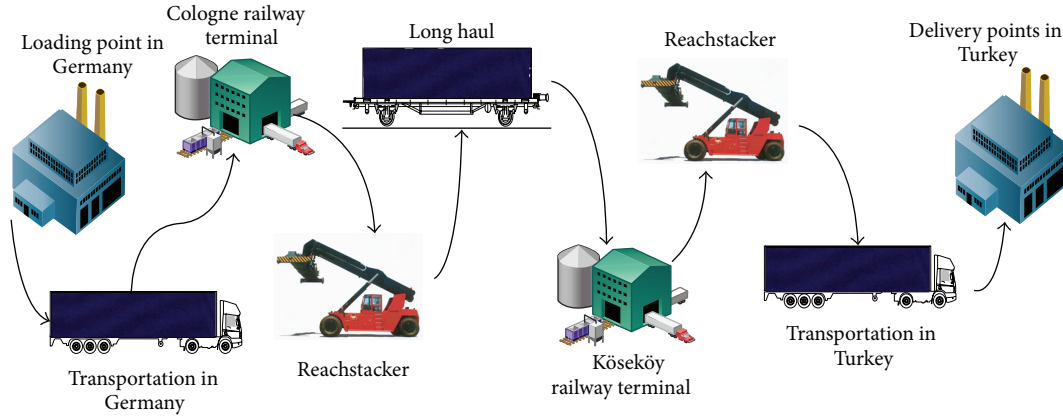 Loading point in
Germany
Transportation in
Germany
Cologne railway
terminal
Reachstacker
Long haul
Köseköy
railway terminal
Reachstacker
Transportation in
Turkey
Delivery points in
Turkey